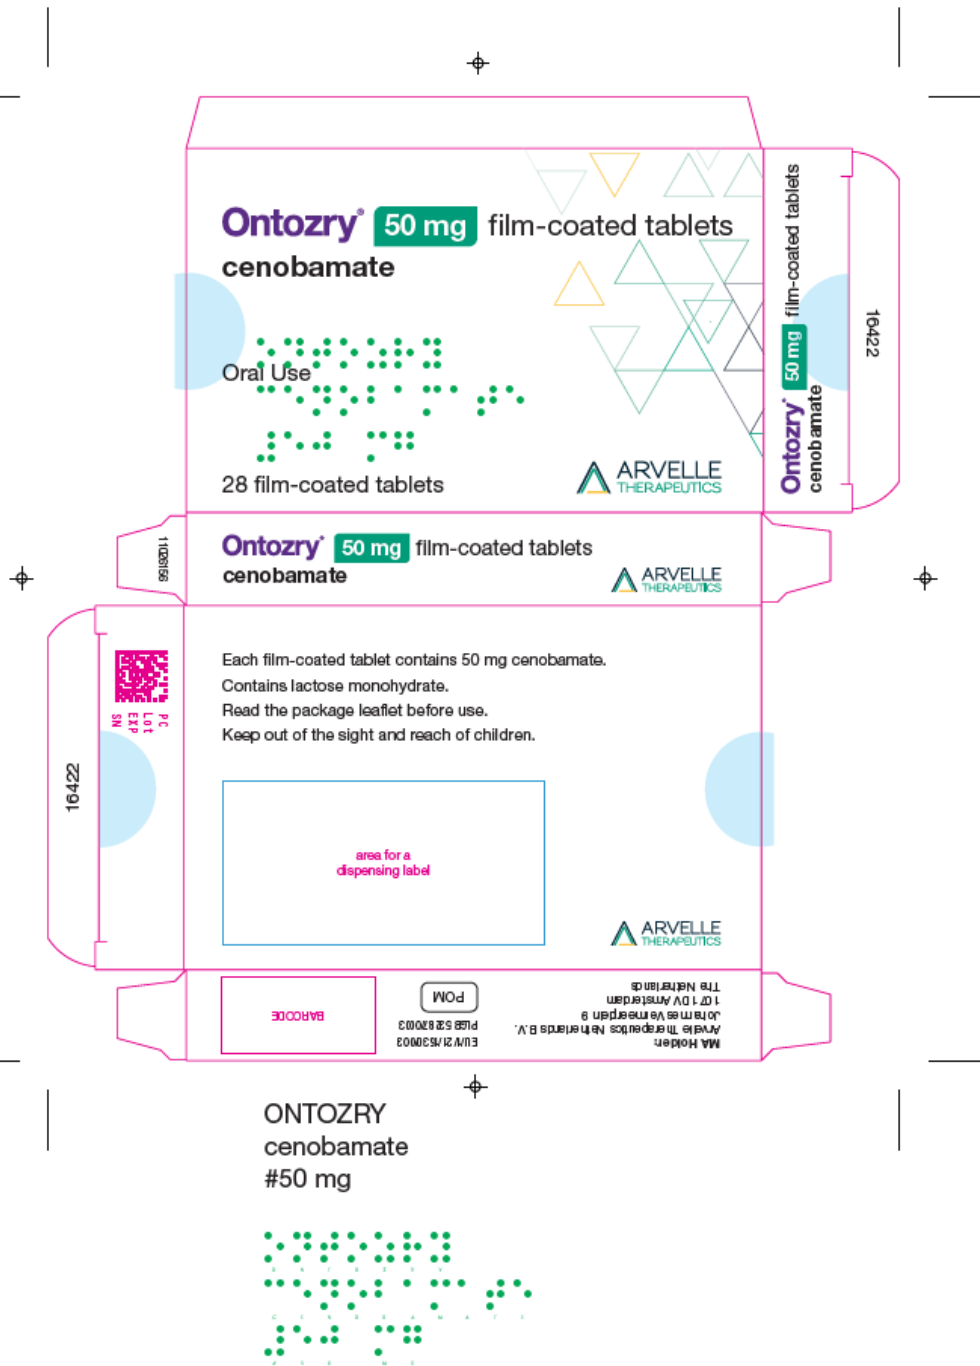 Ontozry® 50 mg film-coated tablets
cenobamate
Oral Use
28 film-coated tablets
ARVELLE
THERAPEUTICS
Ontozry® 50 mg film-coated tablets
cenobamate
16422
11026156
Ontozry® 50 mg film-coated tablets
cenobamate
ARVELLE
THERAPEUTICS
PC
Lot
EXP
SN
16422
Each film-coated tablet contains 50 mg cenobamate.
Contains lactose monohydrate.
Read the package leaflet before use.
Keep out of the sight and reach of children.
area for a
dispensing label
ARVELLE
THERAPEUTICS
MA Holder:
Arvelle Therapeutics Netherlands B.V.
Johannes Vermeerplein 9
1071 DV Amsterdam
The Netherlands
EU/1/21/1530/003
PLGB 53287/0003
POM
BARCODE
ONTOZRY
cenobamate
#50 mg
O N T O Z R Y
C E N O B A M A T E
# 5 0 M G